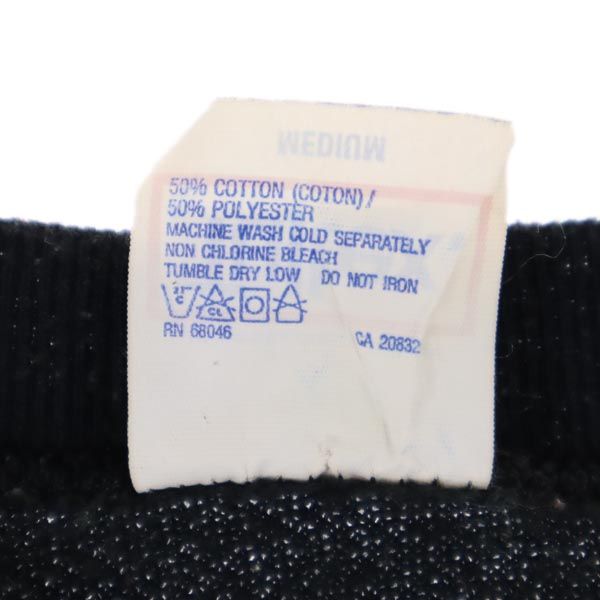 MEDIUM
50% COTTON (COTON) /
50% POLYESTER
MACHINE WASH COLD SEPARATELY
NON CHLORINE BLEACH
TUMBLE DRY LOW DO NOT IRON
CL
RN 68046 CA 20832